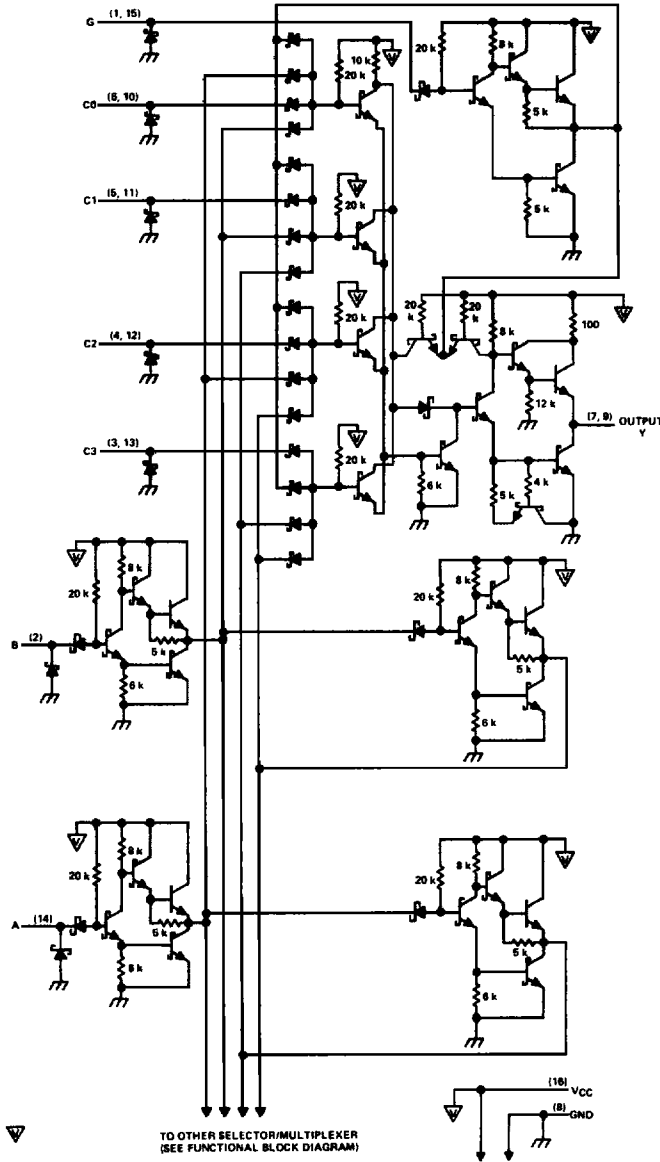 G (1, 15)
20 k
8 k
5 k
5 k
C0 (6, 10)
10 k
20 k
C1 (5, 11)
20 k
C2 (4, 12)
20 k
20 k
20 k
8 k
100
12 k
(7, 9) OUTPUT
Y
C3 (3, 13)
20 k
6 k
5 k
4 k
B (2)
20 k
8 k
5 k
6 k
20 k
8 k
5 k
6 k
A (14)
20 k
8 k
5 k
20 k
8 k
5 k
6 k
(16)
VCC
(8)
GND
TO OTHER SELECTOR/MULTIPLEXER
(SEE FUNCTIONAL BLOCK DIAGRAM)